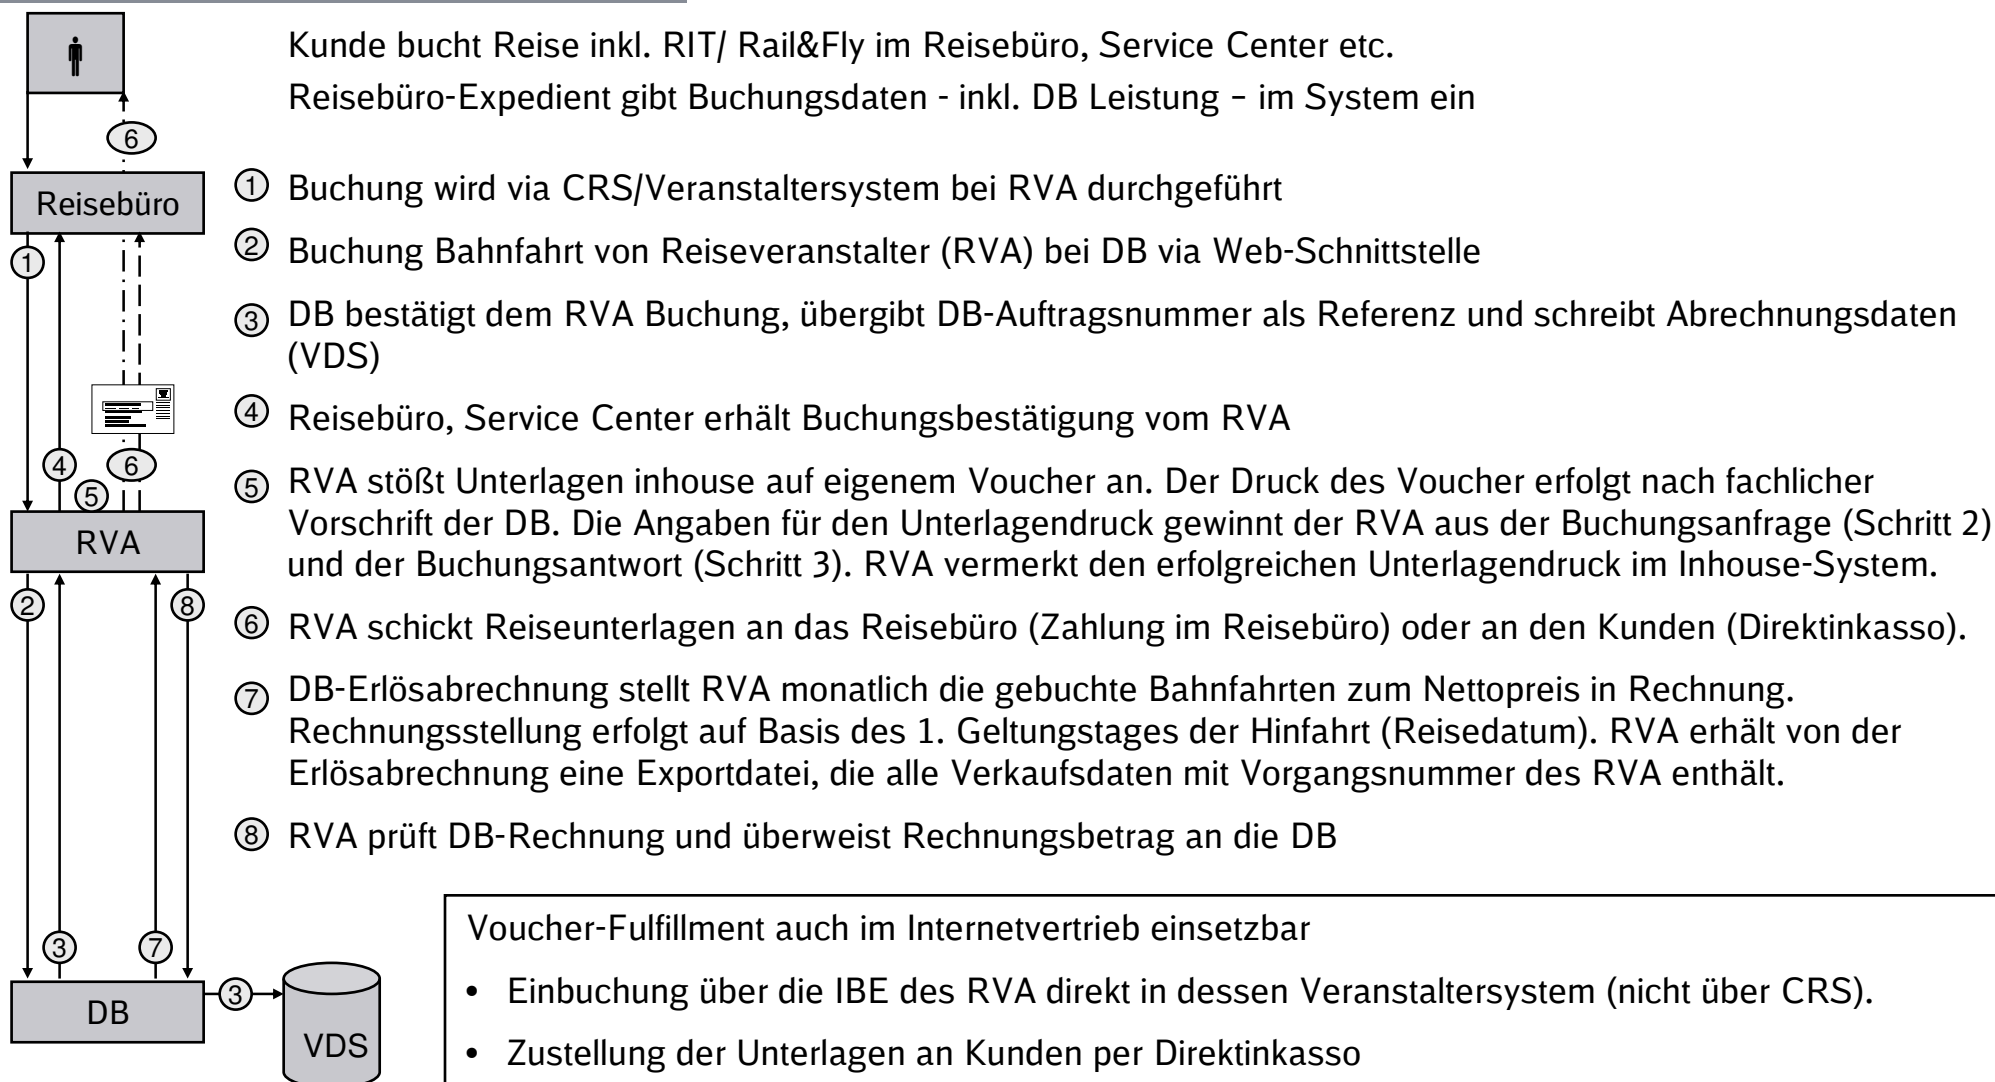 Kunde bucht Reise inkl. RIT/ Rail&Fly im Reisebüro, Service Center etc.
Reisebüro-Expedient gibt Buchungsdaten - inkl. DB Leistung – im System ein
6
Reisebüro
1 Buchung wird via CRS/Veranstaltersystem bei RVA durchgeführt
2 Buchung Bahnfahrt von Reiseveranstalter (RVA) bei DB via Web-Schnittstelle
1
3 DB bestätigt dem RVA Buchung, übergibt DB-Auftragsnummer als Referenz und schreibt Abrechnungsdaten
(VDS)
4 Reisebüro, Service Center erhält Buchungsbestätigung vom RVA
4
6
5
5 RVA stößt Unterlagen inhouse auf eigenem Voucher an. Der Druck des Voucher erfolgt nach fachlicher
Vorschrift der DB. Die Angaben für den Unterlagendruck gewinnt der RVA aus der Buchungsanfrage (Schritt 2)
und der Buchungsantwort (Schritt 3). RVA vermerkt den erfolgreichen Unterlagendruck im Inhouse-System.
RVA
2
8
6 RVA schickt Reiseunterlagen an das Reisebüro (Zahlung im Reisebüro) oder an den Kunden (Direktinkasso).
7 DB-Erlösabrechnung stellt RVA monatlich die gebuchte Bahnfahrten zum Nettopreis in Rechnung.
Rechnungsstellung erfolgt auf Basis des 1. Geltungstages der Hinfahrt (Reisedatum). RVA erhält von der
Erlösabrechnung eine Exportdatei, die alle Verkaufsdaten mit Vorgangsnummer des RVA enthält.
8 RVA prüft DB-Rechnung und überweist Rechnungsbetrag an die DB
3
7
DB
3
VDS
Voucher-Fulfillment auch im Internetvertrieb einsetzbar
• Einbuchung über die IBE des RVA direkt in dessen Veranstaltersystem (nicht über CRS).
• Zustellung der Unterlagen an Kunden per Direktinkasso